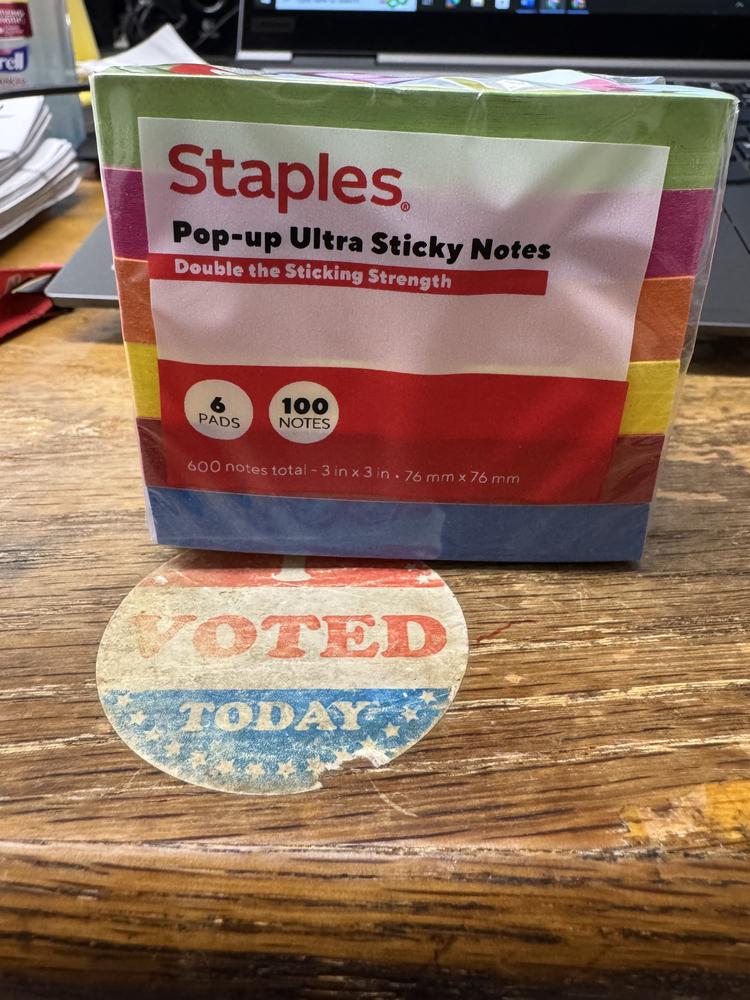 Staples®
Pop-up Ultra Sticky Notes
Double the Sticking Strength
6
PADS
100
NOTES
600 notes total - 3 in x 3 in • 76 mm x 76 mm
I
VOTED
TODAY